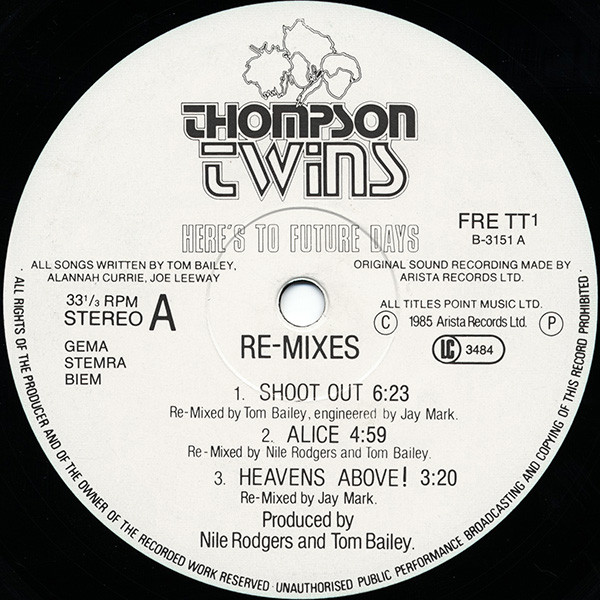 THOMPSON
TWINS
HERE'S TO FUTURE DAYS
FRE TT1
B-3151 A
ALL SONGS WRITTEN BY TOM BAILEY,
ALANNAH CURRIE, JOE LEEWAY
ORIGINAL SOUND RECORDING MADE BY
ARISTA RECORDS LTD.
33 1/3 RPM
STEREO A
ALL TITLES POINT MUSIC LTD.
Ⓒ 1985 Arista Records Ltd. Ⓟ
GEMA
STEMRA
BIEM
LC 3484
RE-MIXES
1. SHOOT OUT 6:23
Re-Mixed by Tom Bailey, engineered by Jay Mark.
2. ALICE 4:59
Re-Mixed by Nile Rodgers and Tom Bailey.
3. HEAVENS ABOVE! 3:20
Re-Mixed by Jay Mark.
Produced by
Nile Rodgers and Tom Bailey.
ALL RIGHTS OF THE PRODUCER AND OF THE OWNER OF THE RECORDED WORK RESERVED · UNAUTHORISED PUBLIC PERFORMANCE BROADCASTING AND COPYING OF THIS RECORD PROHIBITED ·